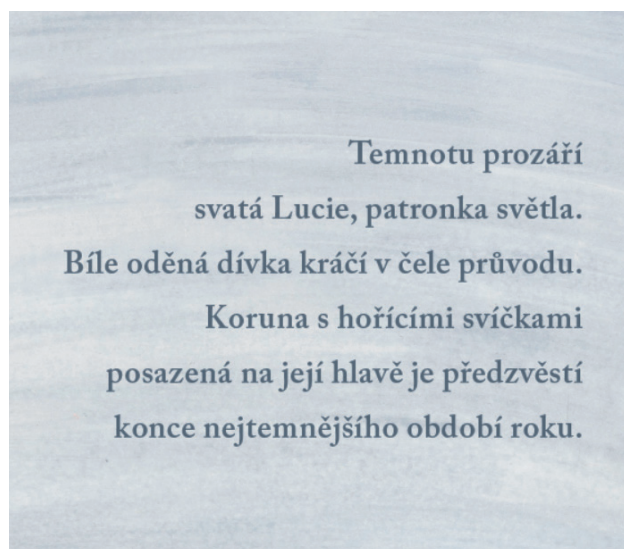 Temnotu prozáří
svatá Lucie, patronka světla.
Bíle oděná dívka kráčí v čele průvodu.
Koruna s hořícími svíčkami
posazená na její hlavě je předzvěstí
konce nejtemnějšího období roku.